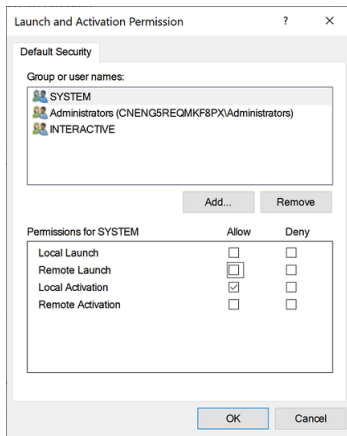 Launch and Activation Permission ? ×
Default Security
Group or user names:
SYSTEM
Administrators (CNENG5REQMKF8PX\Administrators)
INTERACTIVE
Add... Remove
Permissions for SYSTEM Allow Deny
Local Launch
Remote Launch
Local Activation
Remote Activation
OK Cancel